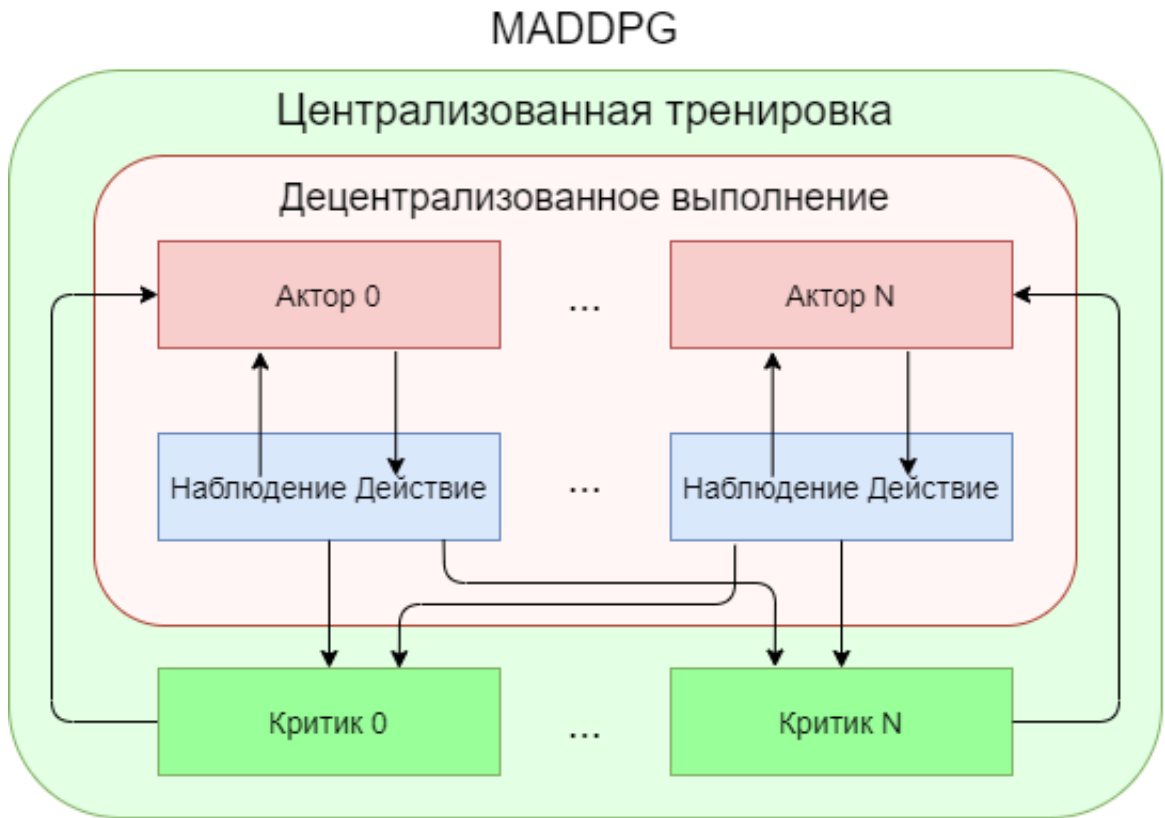 MADDPG
Централизованная тренировка
Децентрализованное выполнение
Актор 0 ... Актор N
Наблюдение Действие ... Наблюдение Действие
Критик 0 ... Критик N